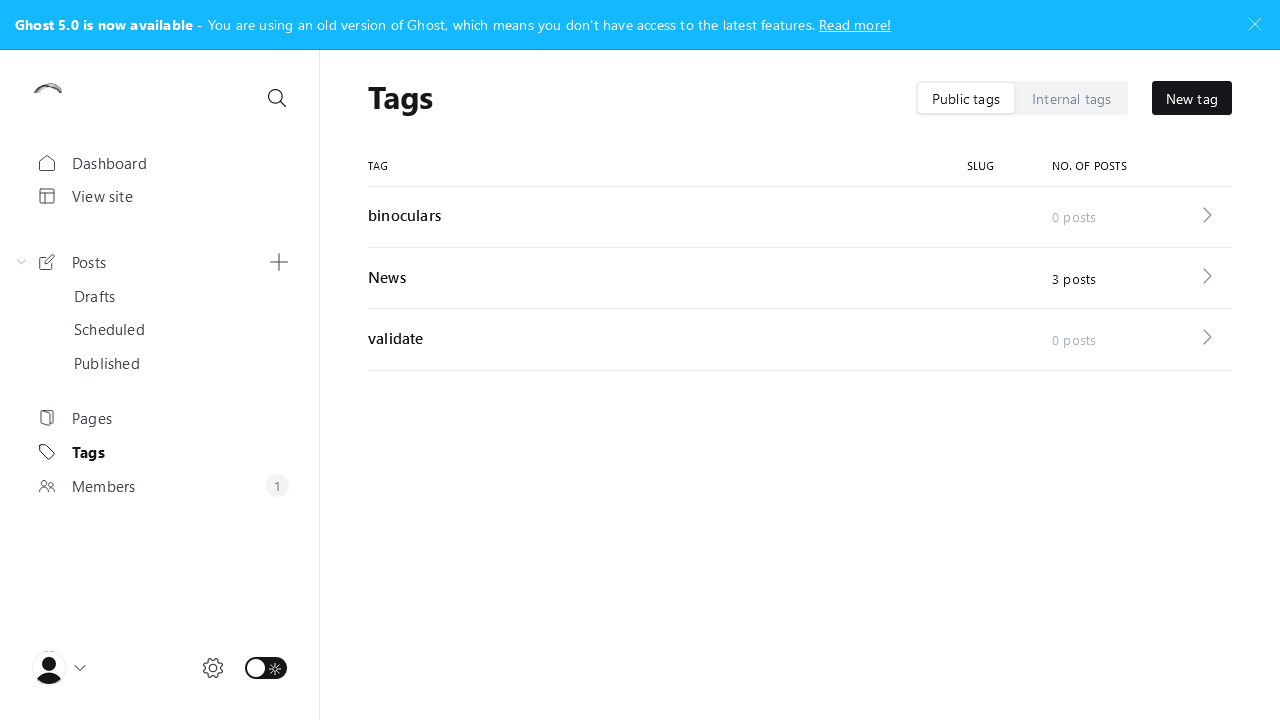 Ghost 5.0 is now available - You are using an old version of Ghost, which means you don't have access to the latest features. Read more!
Dashboard
View site
Posts
Drafts
Scheduled
Published
Pages
Tags
Members
1
Tags
Public tags
Internal tags
New tag
TAG
SLUG
NO. OF POSTS
binoculars
0 posts
News
3 posts
validate
0 posts